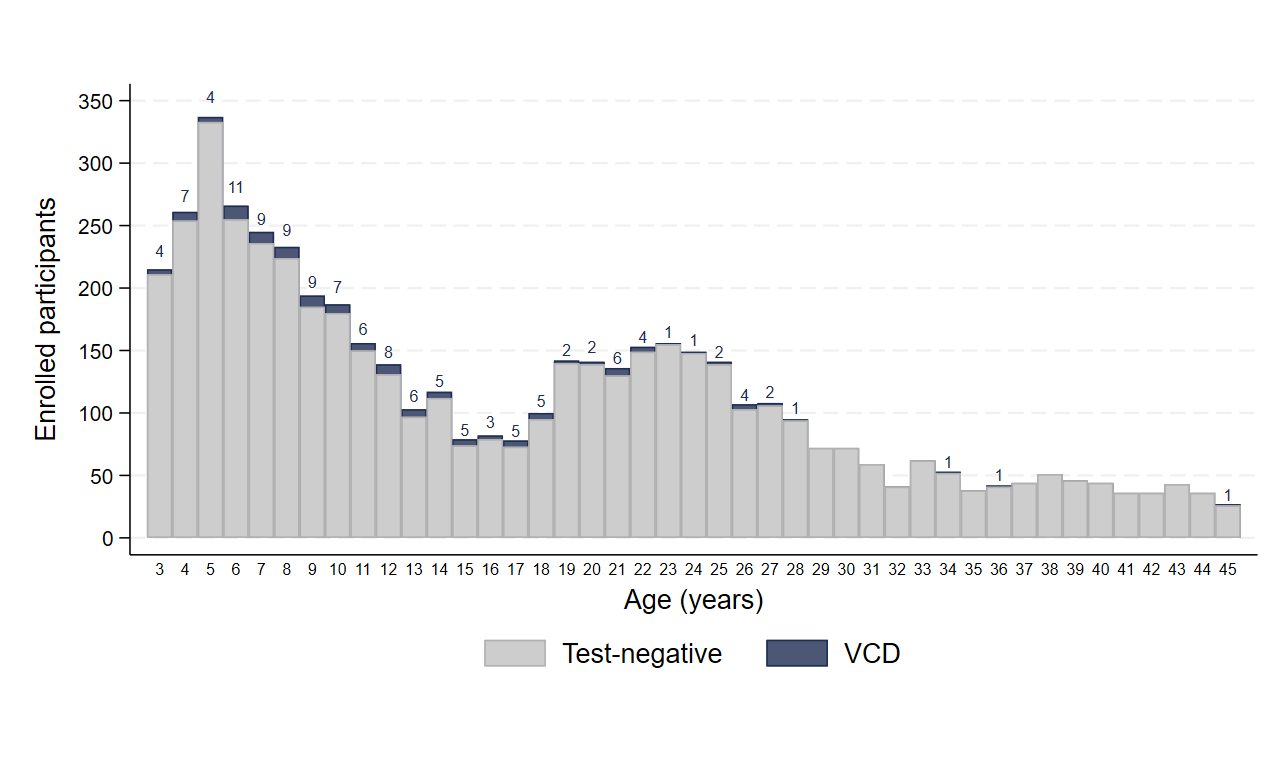 Enrolled participants
350
300
250
200
150
100
50
0
4 7 4 11 9 9 9 7 6 8 6 5 5 3 5 5 2 2 6 4 1 1 2 4 2 1 1 1 1
3 4 5 6 7 8 9 10 11 12 13 14 15 16 17 18 19 20 21 22 23 24 25 26 27 28 29 30 31 32 33 34 35 36 37 38 39 40 41 42 43 44 45
Age (years)
Test-negative VCD